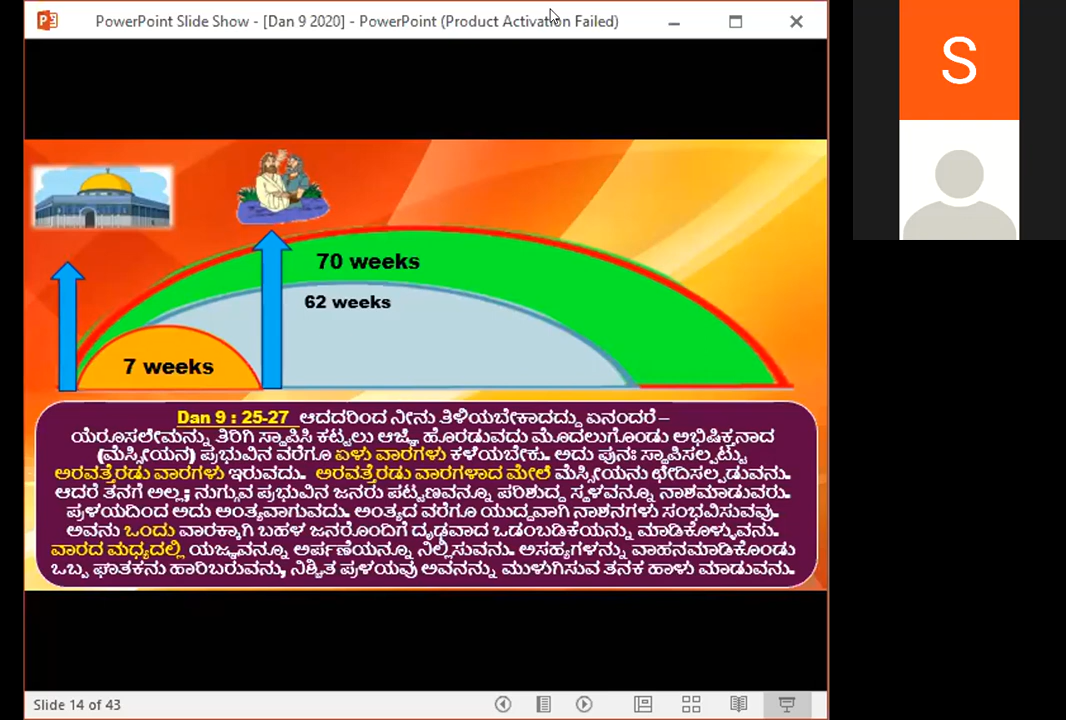 PowerPoint Slide Show - [Dan 9 2020] - PowerPoint (Product Activation Failed)
S
70 weeks
62 weeks
7 weeks
Dan 9 : 25-27 ಆದದರಿಂದ ನೀನು ತಿಳಿಯಬೇಕಾದದ್ದು ಏನಂದರೆ –
ಯೆರೂಸಲೇಮನ್ನು ತಿರಿಗಿ ಸ್ಥಾಪಿಸಿ ಕಟ್ಟಲು ಆಜ್ಞೆ ಹೊರಡುವದು ಮೊದಲುಗೊಂಡು ಅಭಿಷಿಕ್ತನಾದ
(ಮೆಸ್ಸೀಯನ) ಪ್ರಭುವಿನ ವರೆಗೂ ಏಳು ವಾರಗಳು ಕಳೆಯಬೇಕು. ಅದು ಪುನಃ ಸ್ಥಾಪಿಸಲ್ಪಟ್ಟು
ಅರವತ್ತೆರಡು ವಾರಗಳು ಇರುವದು. ಅರವತ್ತೆರಡು ವಾರಗಳಾದ ಮೇಲೆ ಮೆಸ್ಸೀಯನು ಛೇದಿಸಲ್ಪಡುವನು.
ಆದರೆ ತನಗೆ ಅಲ್ಲ; ನುಗ್ಗುವ ಪ್ರಭುವಿನ ಜನರು ಪಟ್ಟಣವನ್ನೂ ಪರಿಶುದ್ಧ ಸ್ಥಳವನ್ನೂ ನಾಶಮಾಡುವರು.
ಪ್ರಳಯದಿಂದ ಅದು ಅಂತ್ಯವಾಗುವದು. ಅಂತ್ಯದ ವರೆಗೂ ಯುದ್ಧವಾಗಿ ನಾಶನಗಳು ಸಂಭವಿಸುವವು.
ಅವನು ಒಂದು ವಾರಕ್ಕಾಗಿ ಬಹಳ ಜನರೊಂದಿಗೆ ದೃಢವಾದ ಒಡಂಬಡಿಕೆಯನ್ನು ಮಾಡಿಕೊಳ್ಳುವನು.
ವಾರದ ಮಧ್ಯದಲ್ಲಿ ಯಜ್ಞವನ್ನೂ ಅರ್ಪಣೆಯನ್ನೂ ನಿಲ್ಲಿಸುವನು. ಅಸಹ್ಯಗಳನ್ನು ವಾಹನಮಾಡಿಕೊಂಡು
ಒಬ್ಬ ಘಾತಕನು ಹಾರಿಬರುವನು, ನಿಶ್ಚಿತ ಪ್ರಳಯವು ಅವನನ್ನು ಮುಳುಗಿಸುವ ತನಕ ಹಾಳು ಮಾಡುವನು.
Slide 14 of 43